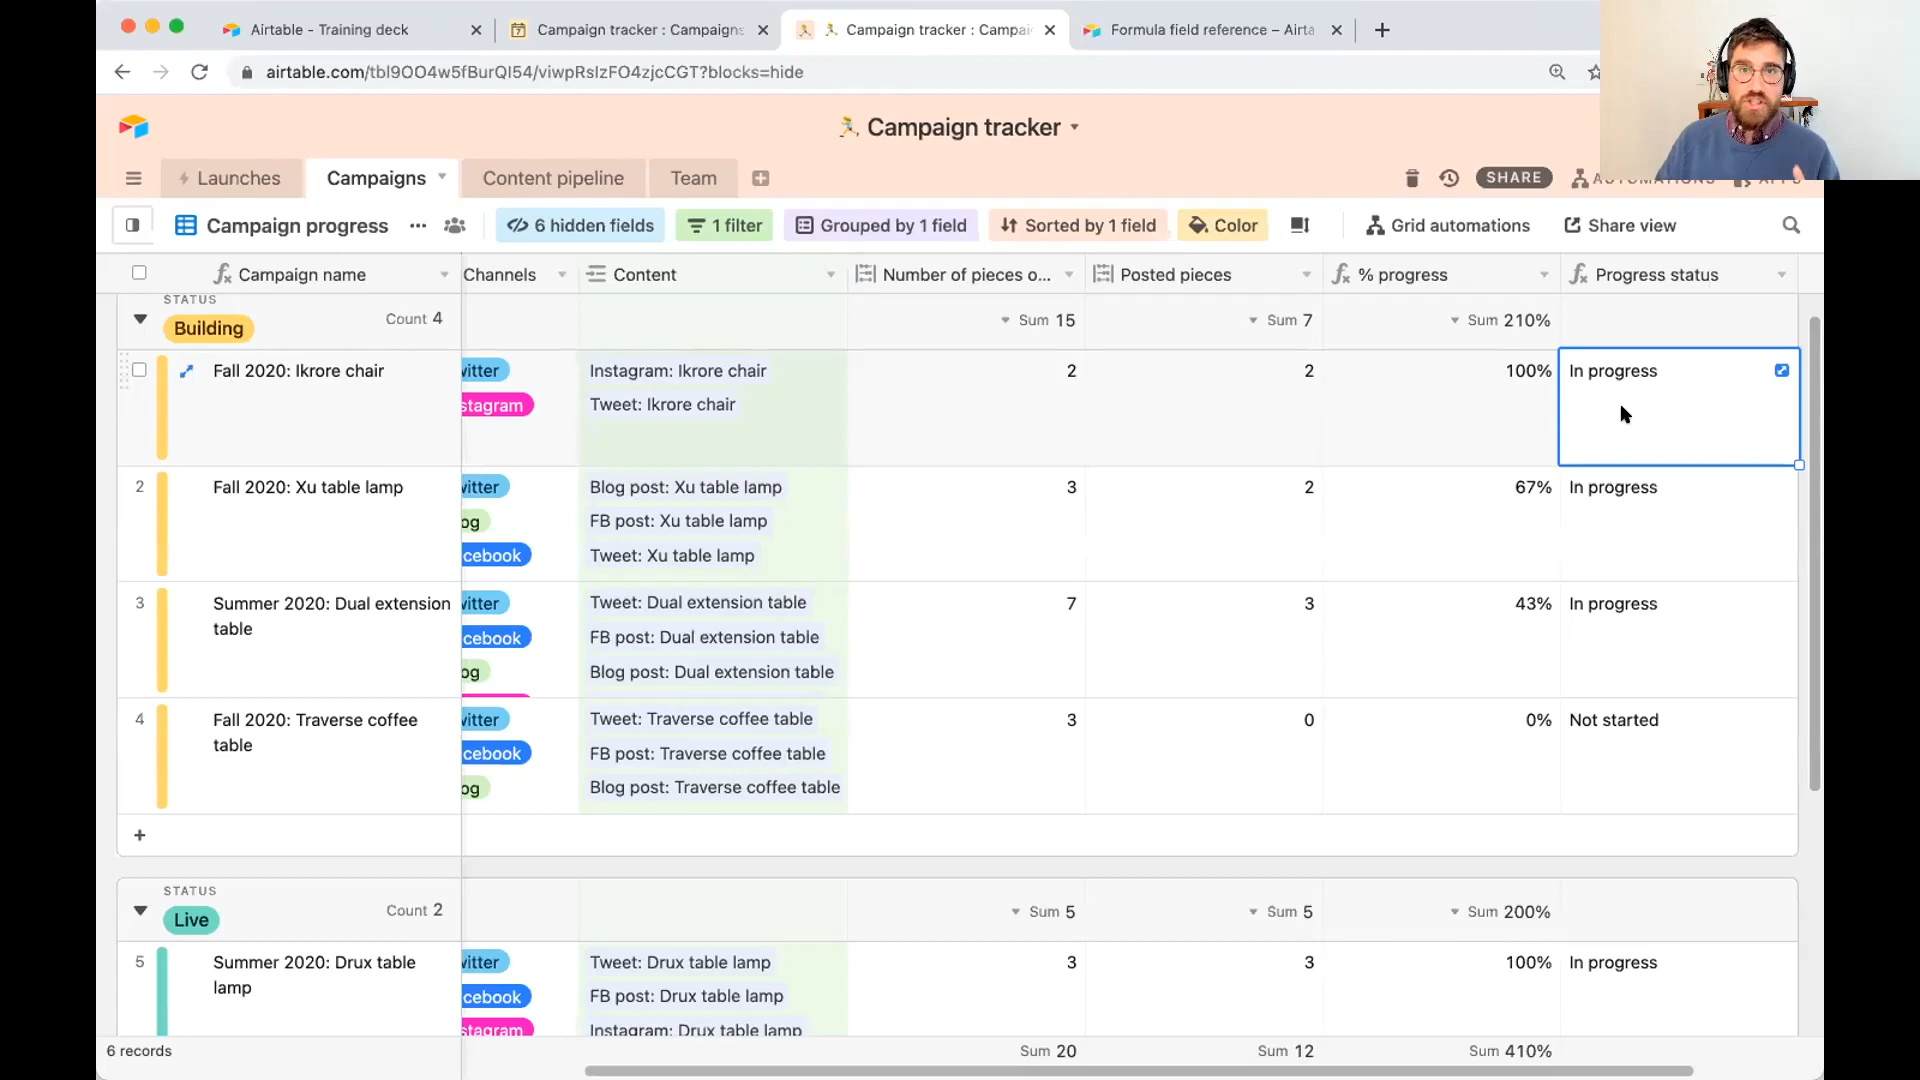 Airtable - Training deck
Campaign tracker : Campaigns
Campaign tracker : Campai
Formula field reference – Airta
airtable.com/tbl9OO4w5fBurQI54/viwpRsIzFO4zjcCGT?blocks=hide
Campaign tracker
Launches
Campaigns
Content pipeline
Team
SHARE
AUTOMATIONS
APPS
Campaign progress
6 hidden fields
1 filter
Grouped by 1 field
Sorted by 1 field
Color
Grid automations
Share view
Campaign name
Channels
Content
Number of pieces o...
Posted pieces
% progress
Progress status
STATUS
Building
Count 4
Sum 15
Sum 7
Sum 210%
Fall 2020: Ikrore chair
witter
stagram
Instagram: Ikrore chair
Tweet: Ikrore chair
2
2
100%
In progress
2
Fall 2020: Xu table lamp
witter
og
cebook
Blog post: Xu table lamp
FB post: Xu table lamp
Tweet: Xu table lamp
3
2
67%
In progress
3
Summer 2020: Dual extension
table
witter
cebook
og
Tweet: Dual extension table
FB post: Dual extension table
Blog post: Dual extension table
7
3
43%
In progress
4
Fall 2020: Traverse coffee
table
witter
cebook
og
Tweet: Traverse coffee table
FB post: Traverse coffee table
Blog post: Traverse coffee table
3
0
0%
Not started
+
STATUS
Live
Count 2
Sum 5
Sum 5
Sum 200%
5
Summer 2020: Drux table
lamp
witter
cebook
stagram
Tweet: Drux table lamp
FB post: Drux table lamp
Instagram: Drux table lamp
3
3
100%
In progress
6 records
Sum 20
Sum 12
Sum 410%